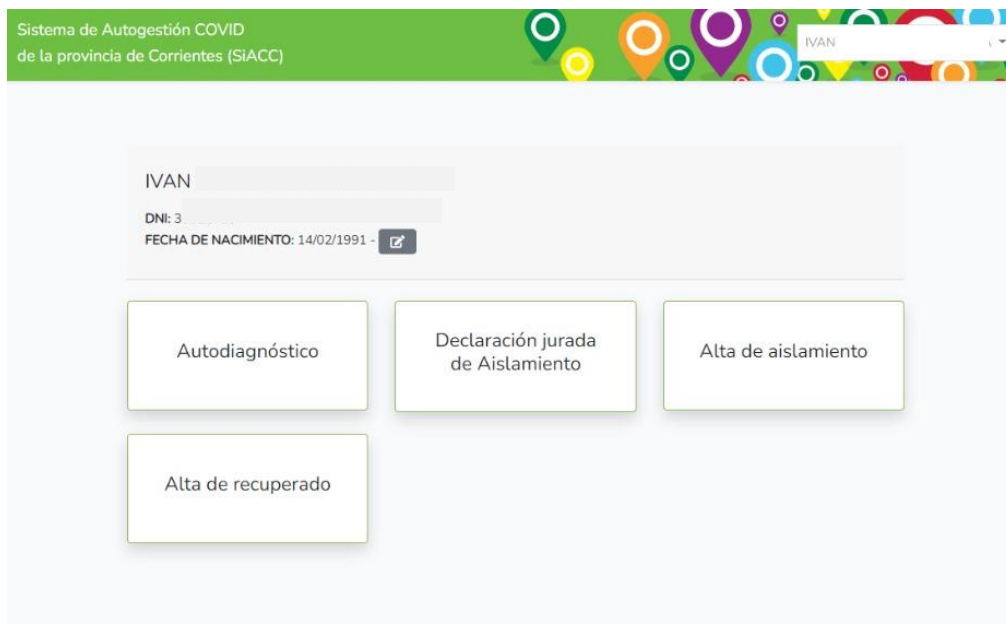 Sistema de Autogestión COVID
de la provincia de Corrientes (SiACC)
IVAN
IVAN
DNI: 3
FECHA DE NACIMIENTO: 14/02/1991 -
Autodiagnóstico
Declaración jurada
de Aislamiento
Alta de aislamiento
Alta de recuperado